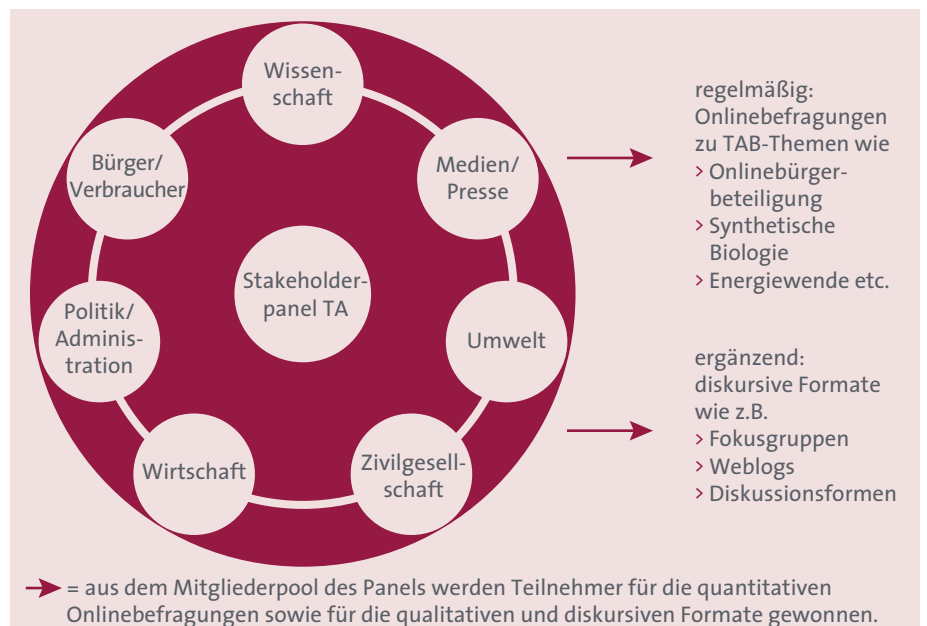 Wissen-
schaft
Bürger/
Verbraucher
Medien/
Presse
Stakeholder-
panel TA
Politik/
Adminis-
tration
Umwelt
Wirtschaft
Zivilgesell-
schaft
regelmäßig:
Onlinebefragungen
zu TAB-Themen wie
> Onlinebürger-
beteiligung
> Synthetische
Biologie
> Energiewende etc.
ergänzend:
diskursive Formate
wie z.B.
> Fokusgruppen
> Weblogs
> Diskussionsformen
= aus dem Mitgliederpool des Panels werden Teilnehmer für die quantitativen
Onlinebefragungen sowie für die qualitativen und diskursiven Formate gewonnen.